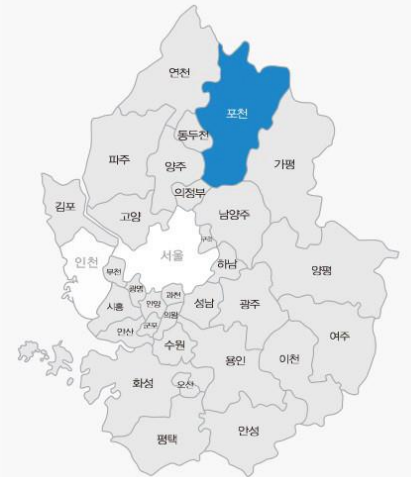 연천
포천
동두천
파주
양주
가평
의정부
김포
고양
남양주
구리
서울
인천
하남
양평
부천
광명
과천
시흥
안양
의왕
성남
광주
군포
안산
수원
여주
용인
이천
화성
오산
안성
평택